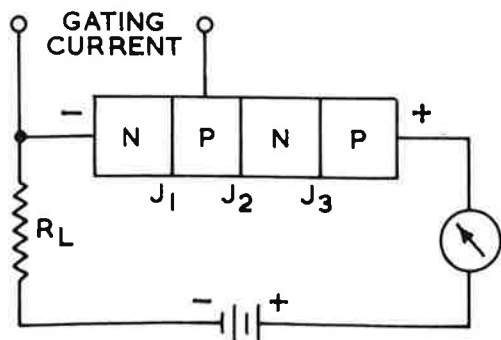 GATING
CURRENT
- N P N P +
J1 J2 J3
RL
- +